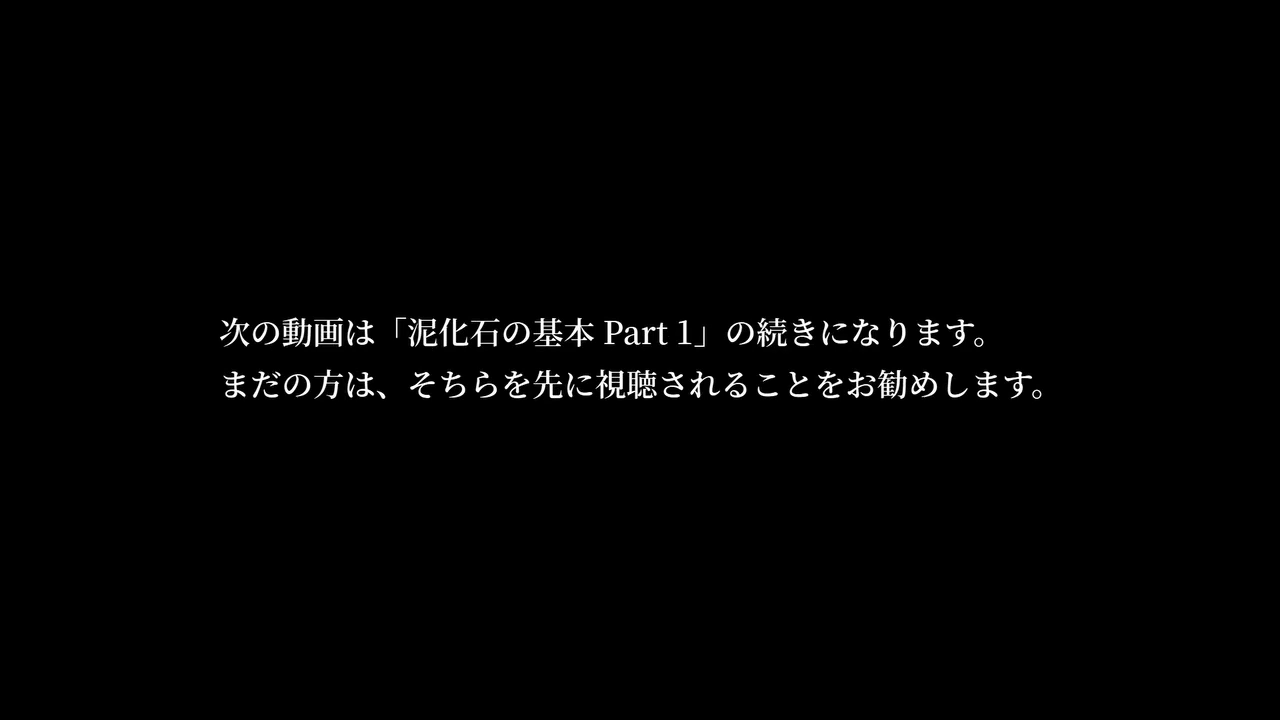 次の動画は「泥化石の基本 Part 1」の続きになります。
まだの方は、そちらを先に視聴されることをお勧めします。